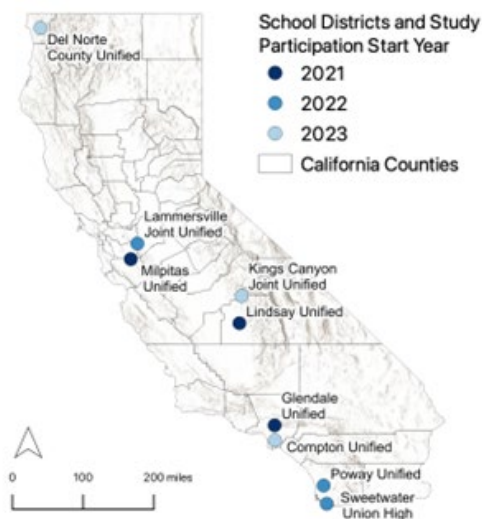 School Districts and Study
Participation Start Year
2021
2022
2023
California Counties
Del Norte
County Unified
Lammersville
Joint Unified
Milpitas
Unified
Kings Canyon
Joint Unified
Lindsay Unified
Glendale
Unified
Compton Unified
Poway Unified
Sweetwater
Union High
0 100 200 miles